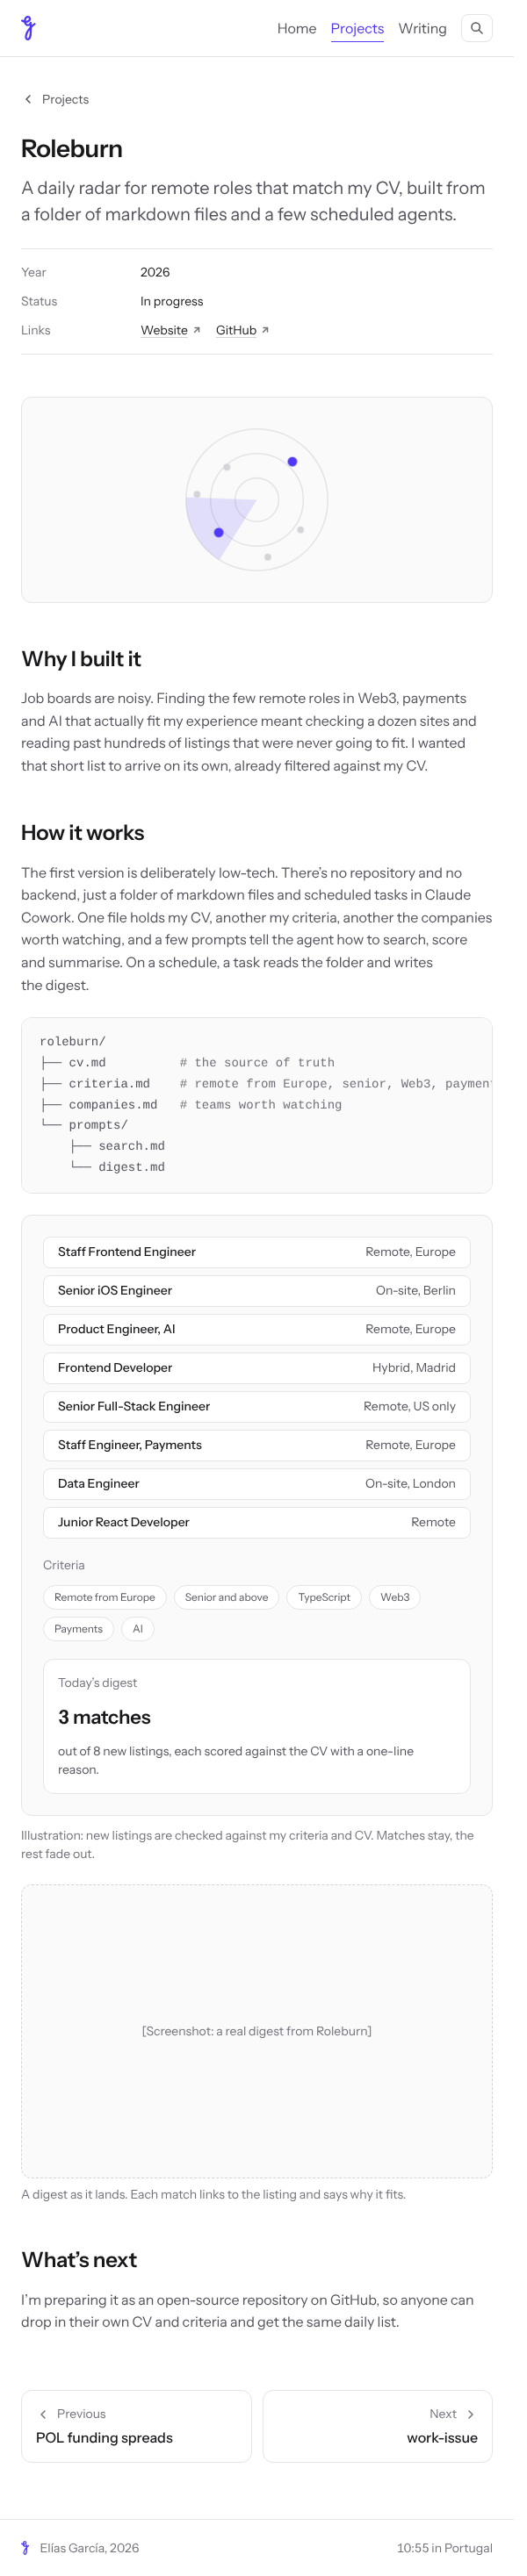 Home Projects Writing
Projects
Roleburn
A daily radar for remote roles that match my CV, built from
a folder of markdown files and a few scheduled agents.
Year 2026
Status In progress
Links Website ↗ GitHub ↗
Why I built it
Job boards are noisy. Finding the few remote roles in Web3, payments
and AI that actually fit my experience meant checking a dozen sites and
reading past hundreds of listings that were never going to fit. I wanted
that short list to arrive on its own, already filtered against my CV.
How it works
The first version is deliberately low-tech. There’s no repository and no
backend, just a folder of markdown files and scheduled tasks in Claude
Cowork. One file holds my CV, another my criteria, another the companies
worth watching, and a few prompts tell the agent how to search, score
and summarise. On a schedule, a task reads the folder and writes
the digest.
roleburn/
├── cv.md # the source of truth
├── criteria.md # remote from Europe, senior, Web3, paymen
├── companies.md # teams worth watching
└── prompts/
├── search.md
└── digest.md
Staff Frontend Engineer Remote, Europe
Senior iOS Engineer On-site, Berlin
Product Engineer, AI Remote, Europe
Frontend Developer Hybrid, Madrid
Senior Full-Stack Engineer Remote, US only
Staff Engineer, Payments Remote, Europe
Data Engineer On-site, London
Junior React Developer Remote
Criteria
Remote from Europe Senior and above TypeScript Web3
Payments AI
Today’s digest
3 matches
out of 8 new listings, each scored against the CV with a one-line
reason.
Illustration: new listings are checked against my criteria and CV. Matches stay, the
rest fade out.
[Screenshot: a real digest from Roleburn]
A digest as it lands. Each match links to the listing and says why it fits.
What’s next
I’m preparing it as an open-source repository on GitHub, so anyone can
drop in their own CV and criteria and get the same daily list.
Previous Next
POL funding spreads work-issue
Elías García, 2026 10:55 in Portugal